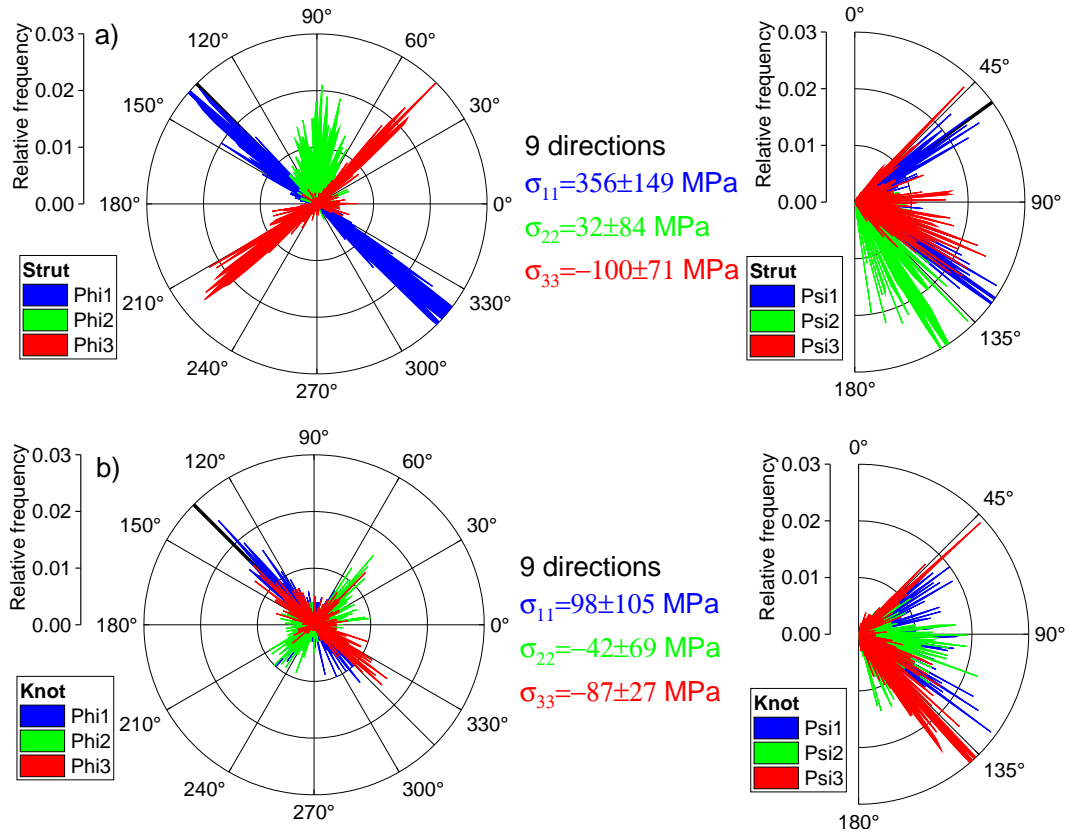 a)
Relative frequency
0.03
0.02
0.01
0.00
90°
60°
30°
0°
330°
300°
270°
240°
210°
180°
150°
120°
Strut
Phi1
Phi2
Phi3
9 directions
σ11=356±149 MPa
σ22=32±84 MPa
σ33=−100±71 MPa
Relative frequency
0.03
0.02
0.01
0.00
0°
45°
90°
135°
180°
Strut
Psi1
Psi2
Psi3
b)
Relative frequency
0.03
0.02
0.01
0.00
90°
60°
30°
0°
330°
300°
270°
240°
210°
180°
150°
120°
Knot
Phi1
Phi2
Phi3
9 directions
σ11=98±105 MPa
σ22=−42±69 MPa
σ33=−87±27 MPa
Relative frequency
0.03
0.02
0.01
0.00
0°
45°
90°
135°
180°
Knot
Psi1
Psi2
Psi3